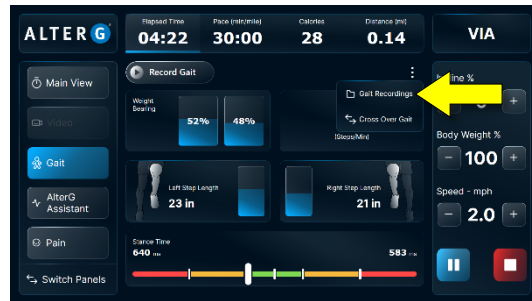 ALTERG
Elapsed Time
04:22
Pace (min/mile)
30:00
Calories
28
Distance (mi)
0.14
VIA
Main View
Video
Gait
AlterG
Assistant
Pain
Switch Panels
Record Gait
Gait Recordings
Cross Over Gait
Weight
Bearing
52%
48%
(Steps/Min)
Left Step Length
23 in
Right Step Length
21 in
Stance Time
640 ms
583 ms
%
Body Weight %
- 100 +
Speed - mph
- 2.0 +